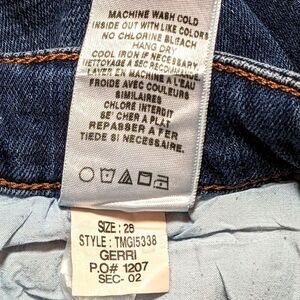 MACHINE WASH COLD
INSIDE OUT WITH LIKE COLORS
NO CHLORINE BLEACH
HANG DRY
COOL IRON IF NECESSARY
NETTOYAGE A SEC RECOMMANDE
LAVER EN MACHINE A L'EAU
FROIDE AVEC COULEURS
SIMILAIRES
CHLORE INTERDIT
SE' CHER A PLAT
REPASSER A FER
TIEDE SI NECESSAIRE.
SIZE: 28
STYLE: TMGI5338
GERRI
P.O# 1207
SEC- 02